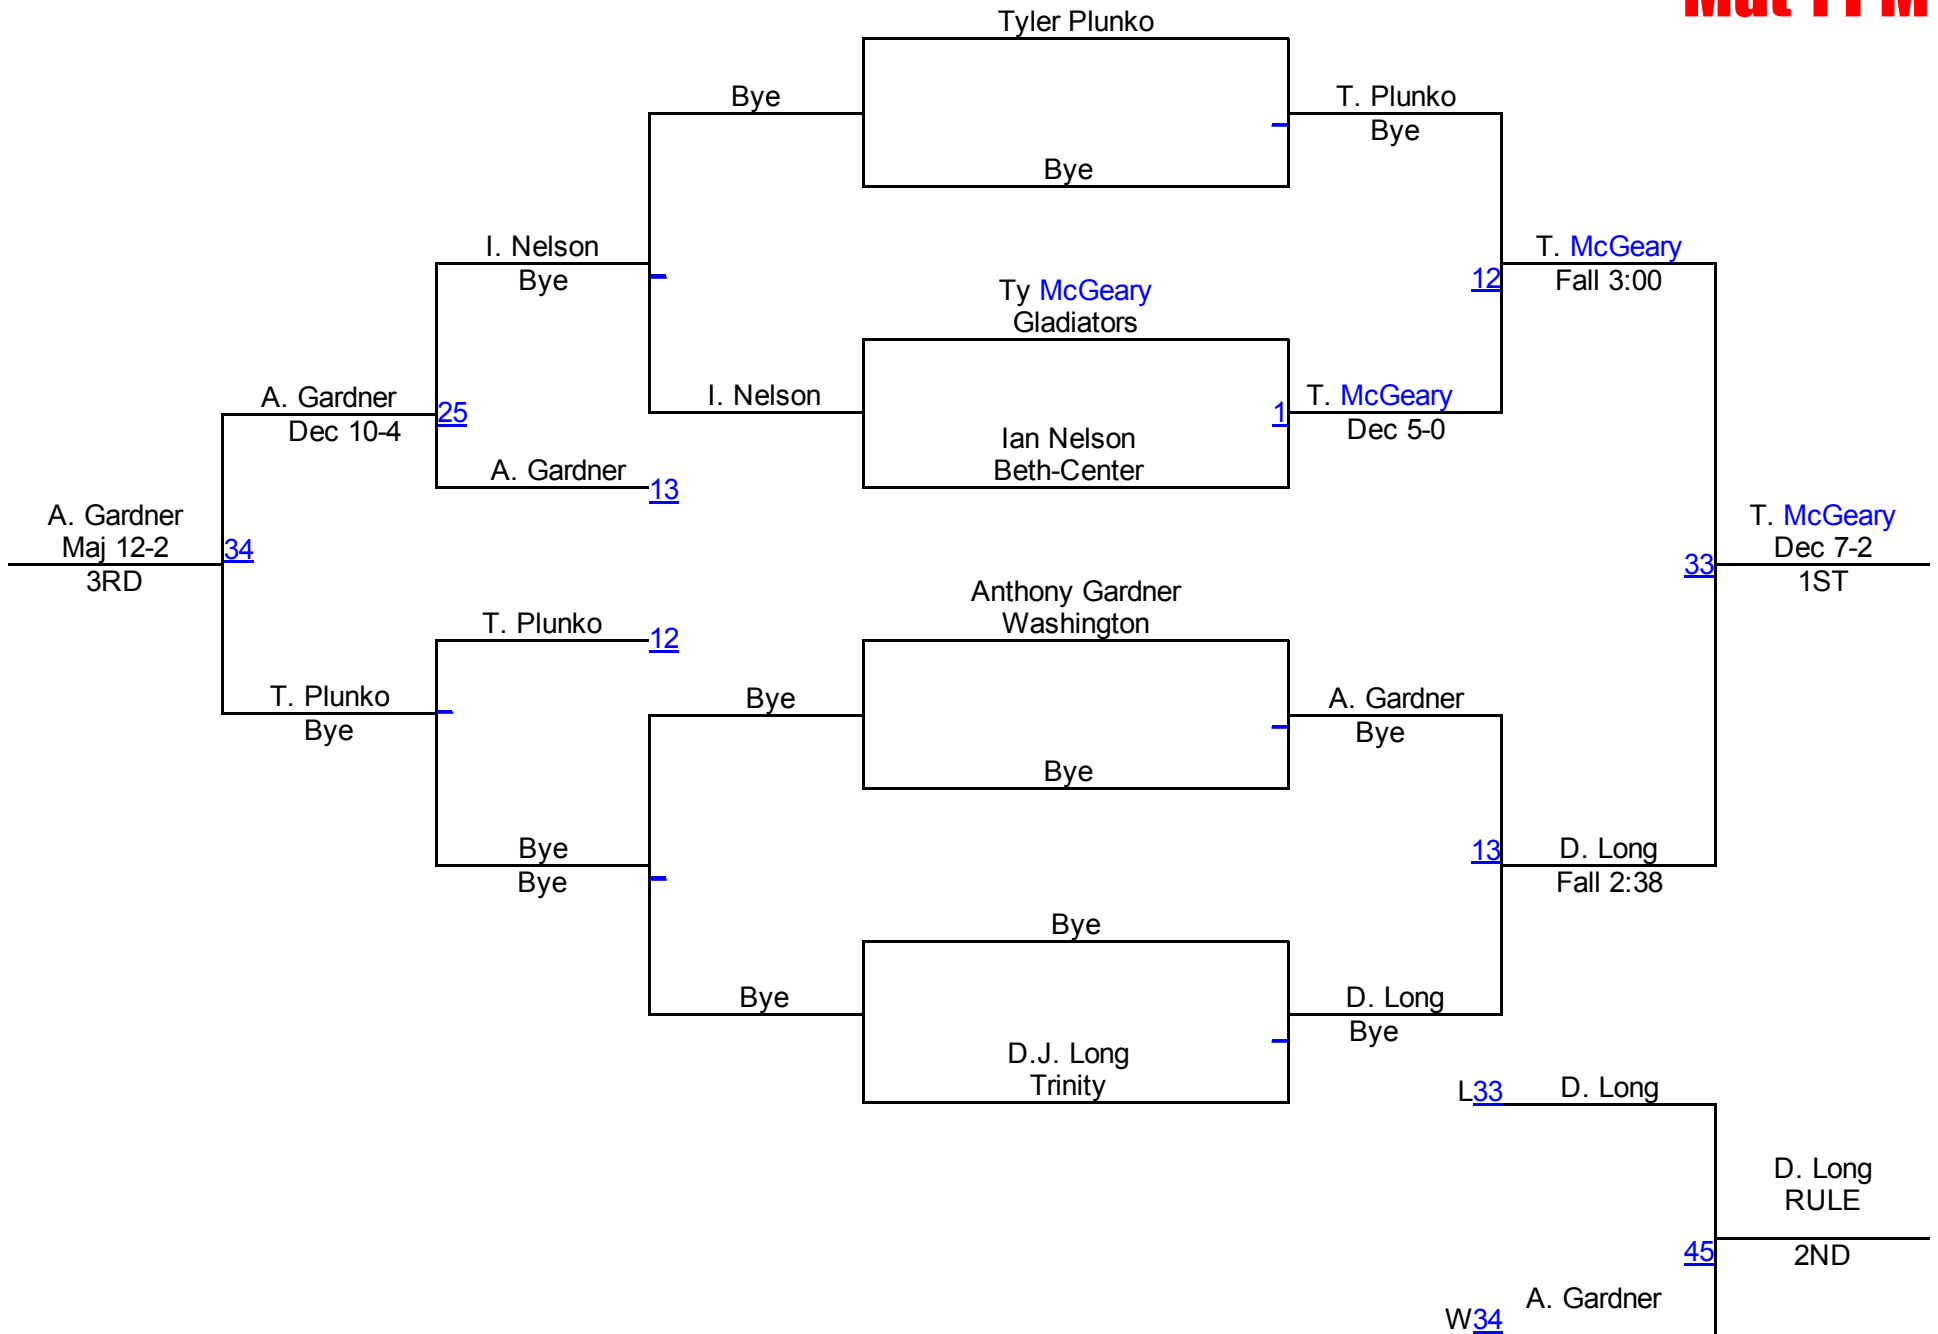 Tyler Plunko
Bye
T. Plunko
Bye
Bye
I. Nelson
Bye
T. McGeary
Fall 3:00
12
Ty McGeary
Gladiators
I. Nelson
1
T. McGeary
Dec 5-0
Ian Nelson
Beth-Center
A. Gardner
Dec 10-4
25
A. Gardner
13
A. Gardner
Maj 12-2
3RD
34
T. McGeary
Dec 7-2
1ST
33
Anthony Gardner
Washington
T. Plunko
12
T. Plunko
Bye
Bye
A. Gardner
Bye
Bye
Bye
Bye
13
D. Long
Fall 2:38
Bye
Bye
D. Long
Bye
D.J. Long
Trinity
L33
D. Long
D. Long
RULE
2ND
45
A. Gardner
W34